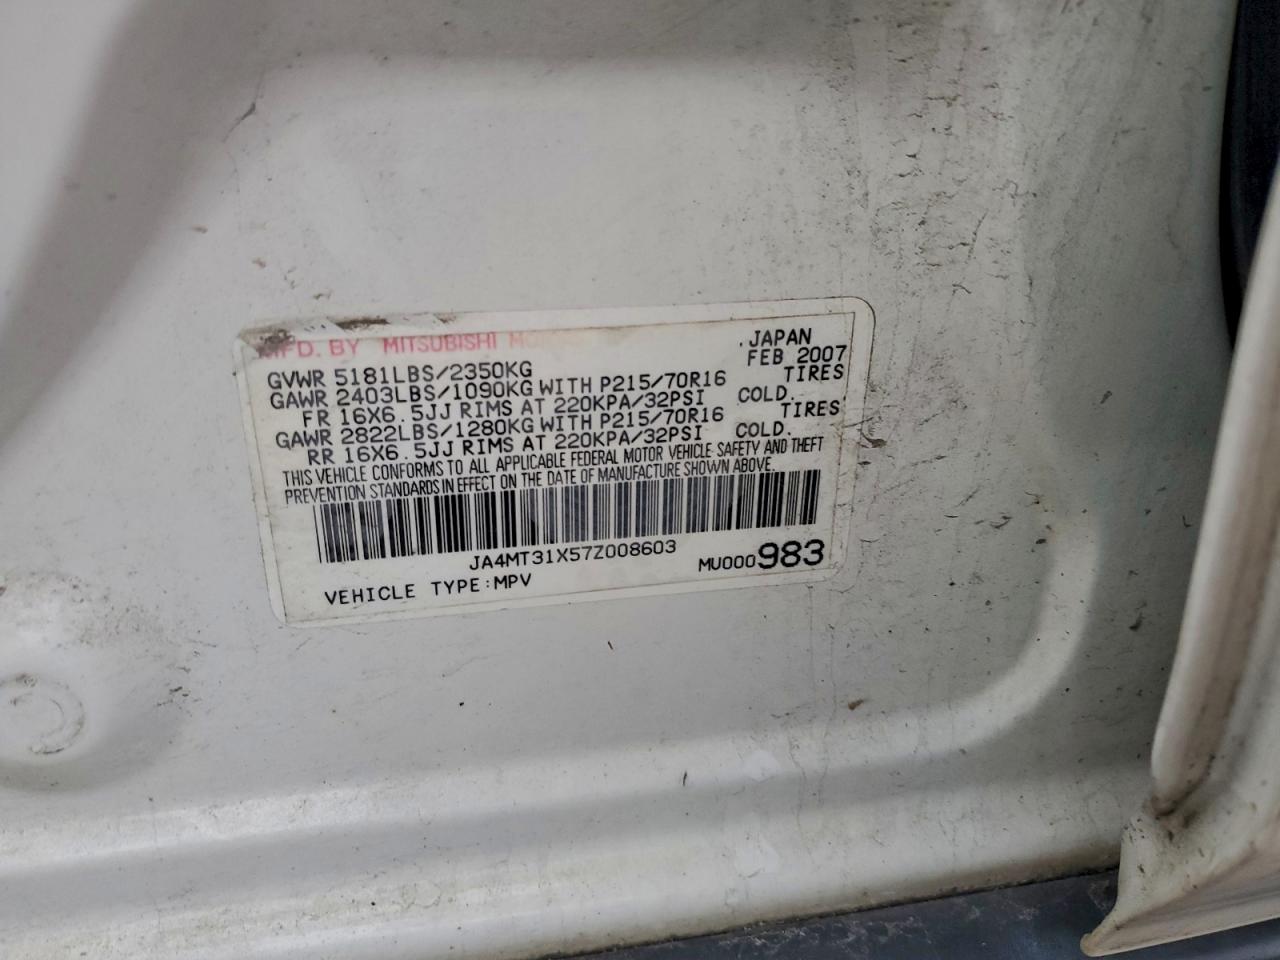 MFD. BY MITSUBISHI MOTORS . JAPAN
FEB 2007
GVWR 5181LBS/2350KG
GAWR 2403LBS/1090KG WITH P215/70R16 TIRES
FR 16X6.5JJ RIMS AT 220KPA/32PSI COLD.
GAWR 2822LBS/1280KG WITH P215/70R16 TIRES
RR 16X6.5JJ RIMS AT 220KPA/32PSI COLD.
THIS VEHICLE CONFORMS TO ALL APPLICABLE FEDERAL MOTOR VEHICLE SAFETY AND THEFT
PREVENTION STANDARDS IN EFFECT ON THE DATE OF MANUFACTURE SHOWN ABOVE.
JA4MT31X57Z008603
MU000983
VEHICLE TYPE:MPV